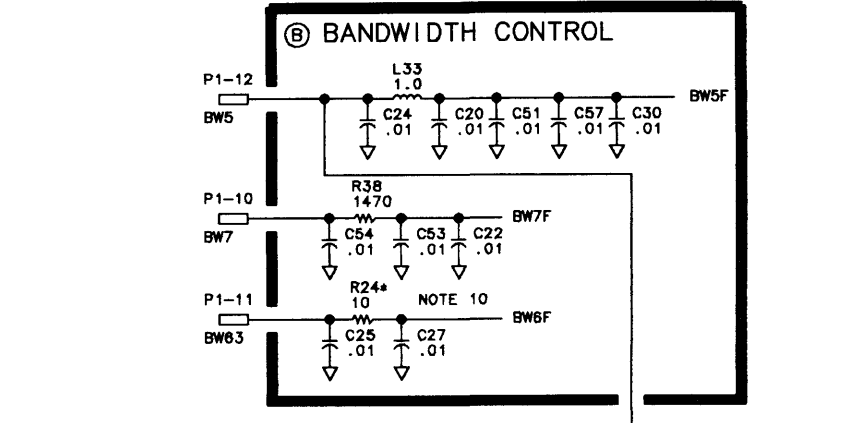 B BANDWIDTH CONTROL
L33
1.0
P1-12
BW5
BW5F
C24 C20 C51 C57 C30
.01 .01 .01 .01 .01
R38
1470
P1-10
BW7
BW7F
C54 C53 C22
.01 .01 .01
R24*
10 NOTE 10
P1-11
BW63
BW6F
C25 C27
.01 .01